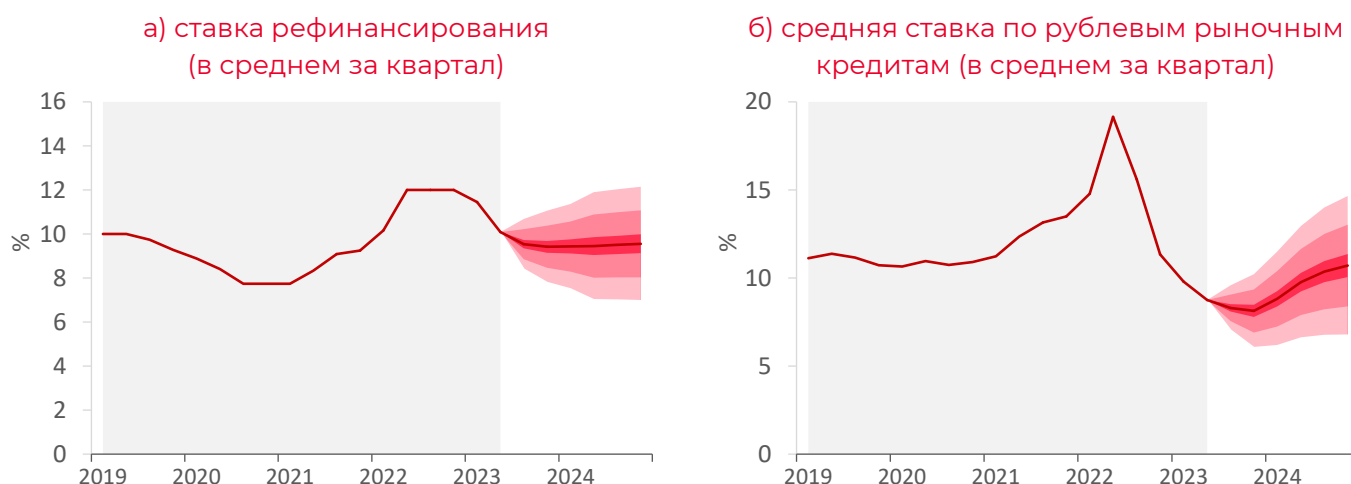 а) ставка рефинансирования
(в среднем за квартал)
16
14
12
10
8
6
4
2
0
%
2019 2020 2021 2022 2023 2024
б) средняя ставка по рублевым рыночным
кредитам (в среднем за квартал)
20
15
10
5
0
%
2019 2020 2021 2022 2023 2024